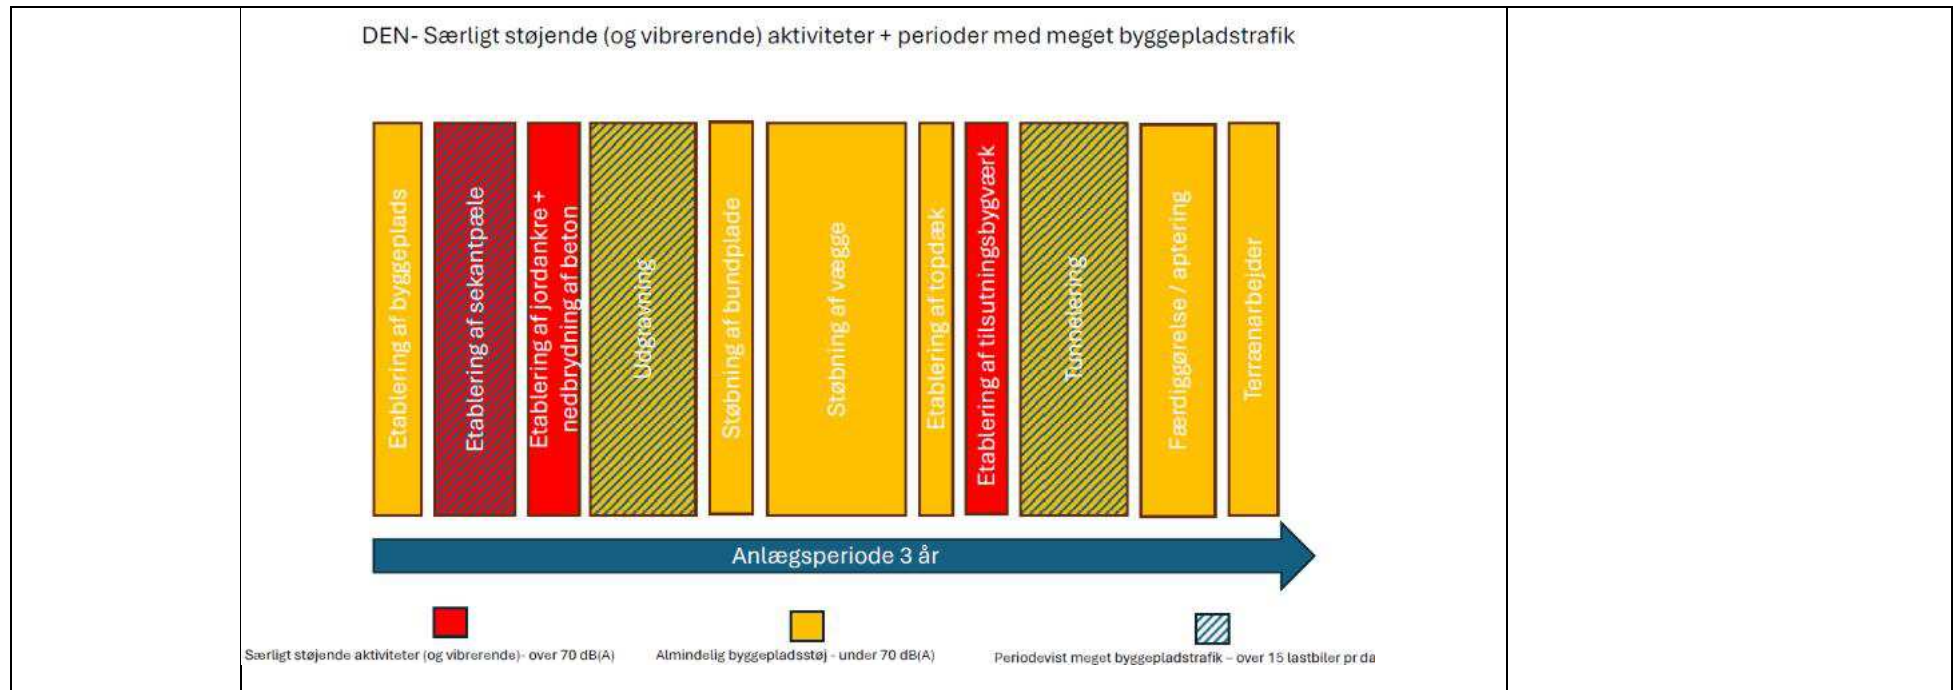 DEN- Særligt støjende (og vibrerende) aktiviteter + perioder med meget byggepladstrafik
Etablering af byggeplads
Etablering af sekantpæle
Etablering af jordankre +
nedbrydning af beton
Udgravning
Støbning af bundplade
Støbning af vægge
Etablering af topdæk
Etablering af tilsutningsbygværk
Tunnelering
Færdiggørelse / aptering
Terrænarbejder
Anlægsperiode 3 år
Særligt støjende aktiviteter (og vibrerende)- over 70 dB(A)
Almindelig byggepladsstøj - under 70 dB(A)
Periodevist meget byggepladstrafik – over 15 lastbiler pr da